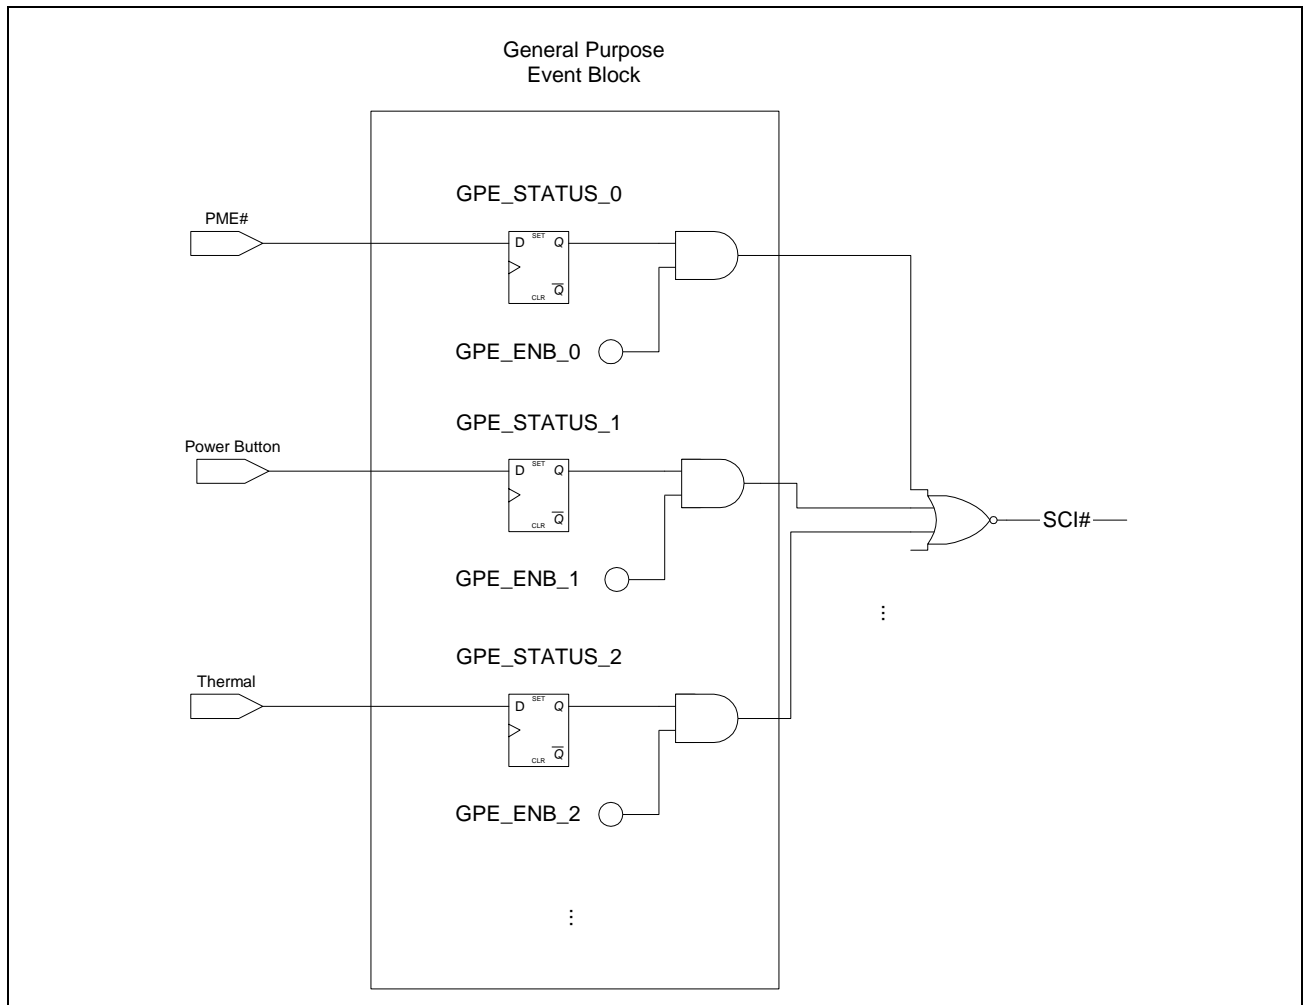 General Purpose
Event Block
GPE_STATUS_0
PME#
D SET Q
CLR Q
GPE_ENB_0
GPE_STATUS_1
Power Button
D SET Q
CLR Q
GPE_ENB_1
SCI#
GPE_STATUS_2
Thermal
D SET Q
CLR Q
GPE_ENB_2